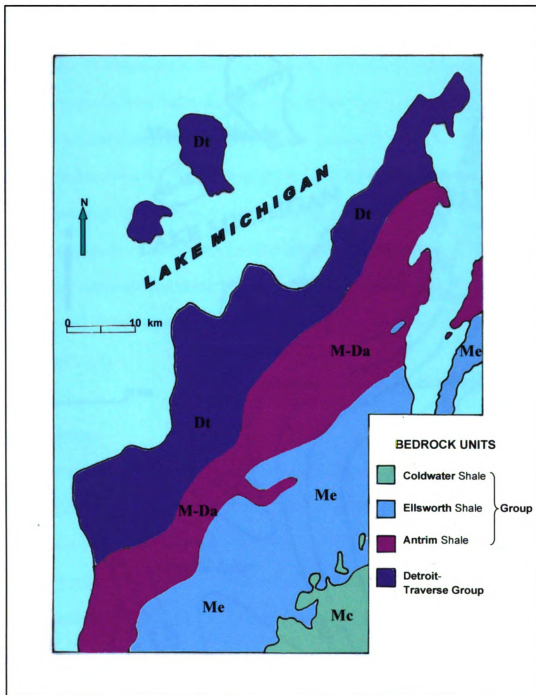 Dt
N
LAKE MICHIGAN
Dt
0 10 km
M-Da
Me
Dt
BEDROCK UNITS
Coldwater Shale
Ellsworth Shale
Group
Antrim Shale
Detroit-
Traverse Group
Me
M-Da
Me
Mc